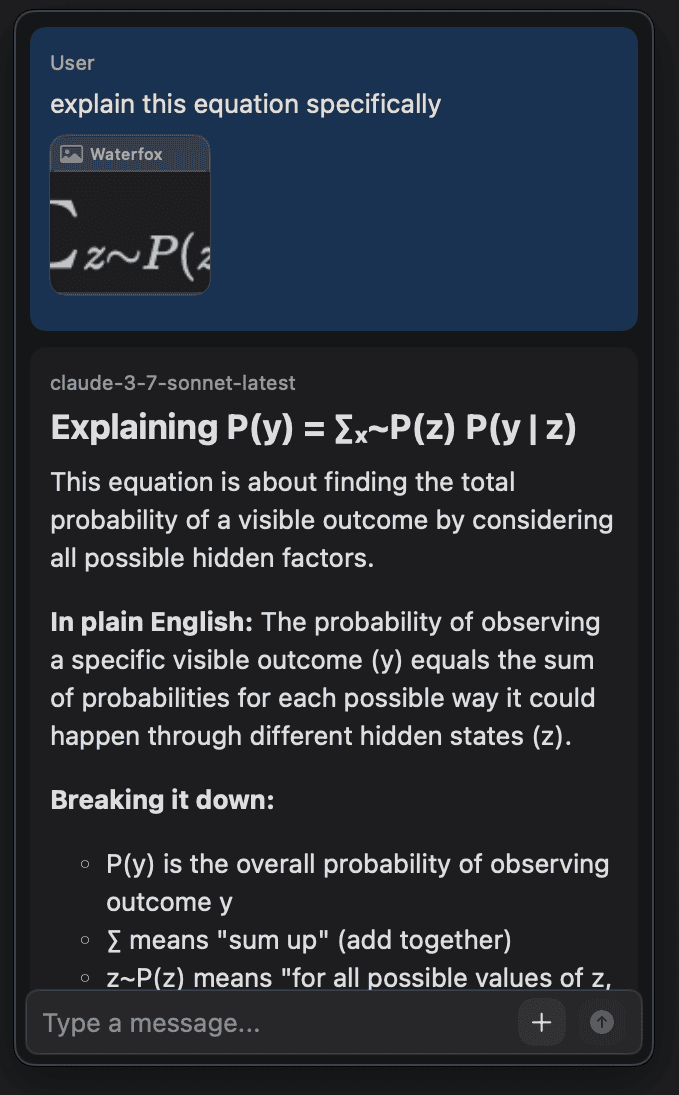 User
explain this equation specifically
Waterfox
z~P(z
claude-3-7-sonnet-latest
Explaining P(y) = ∑ₓ~P(z) P(y | z)
This equation is about finding the total
probability of a visible outcome by considering
all possible hidden factors.
In plain English: The probability of observing
a specific visible outcome (y) equals the sum
of probabilities for each possible way it could
happen through different hidden states (z).
Breaking it down:
◦ P(y) is the overall probability of observing
outcome y
◦ ∑ means "sum up" (add together)
◦ z~P(z) means "for all possible values of z,
Type a message...